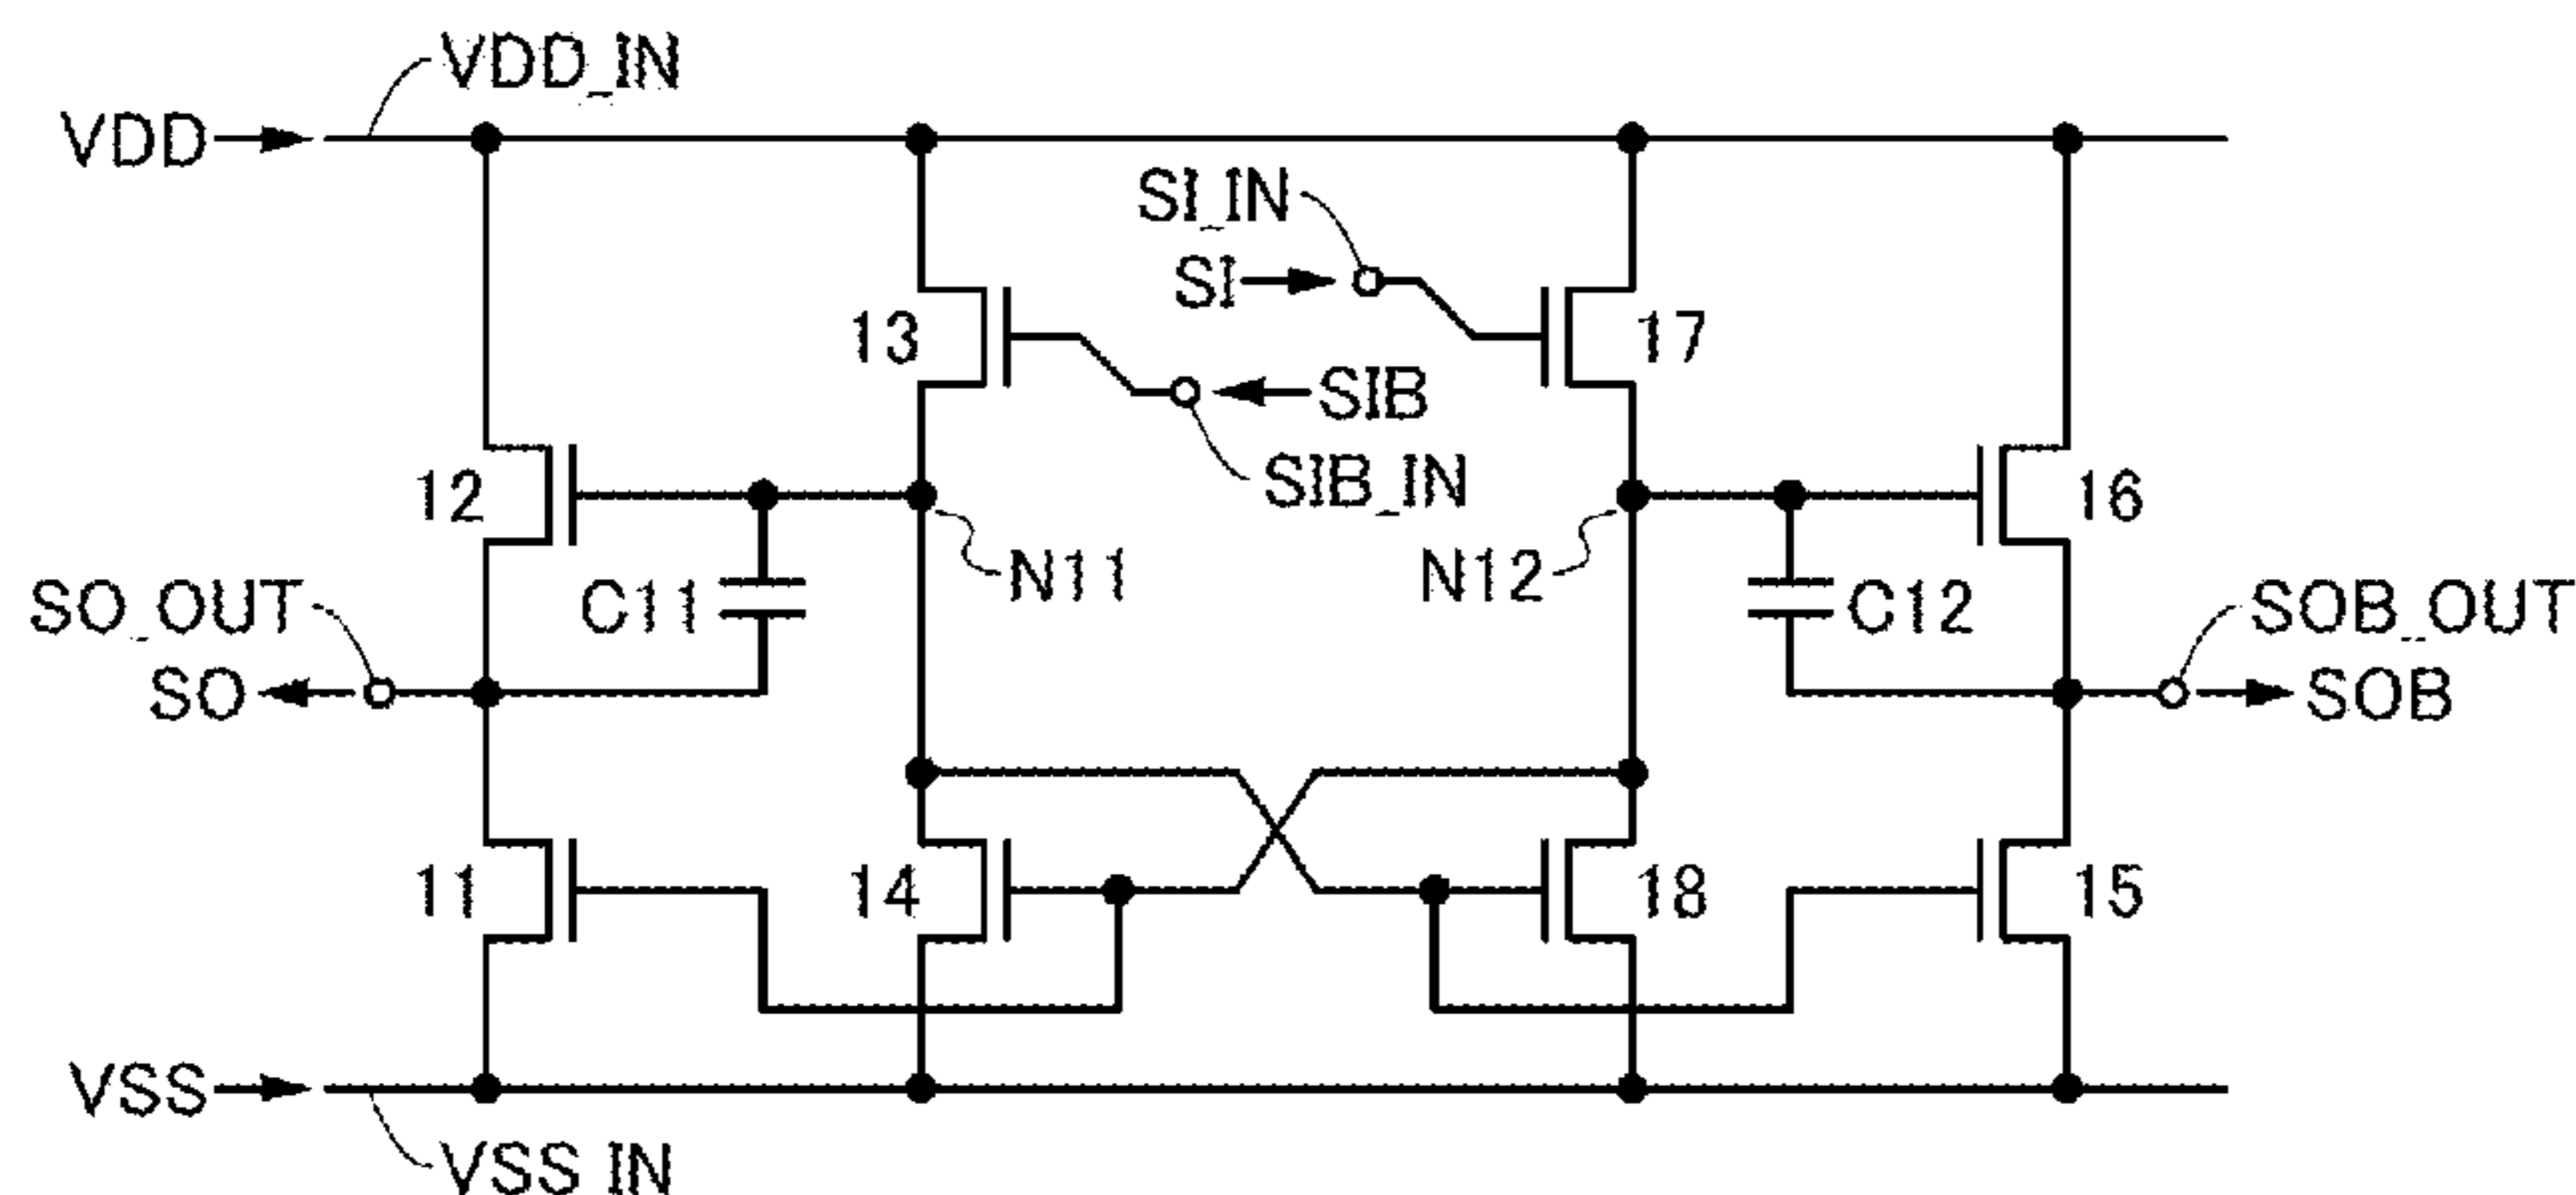 VDD_IN
VDD
SI_IN
SI
13
17
SIB
SIB_IN
12
16
N11
N12
SO_OUT
C11
C12
SOB_OUT
SO
SOB
11
14
18
15
VSS
VSS_IN